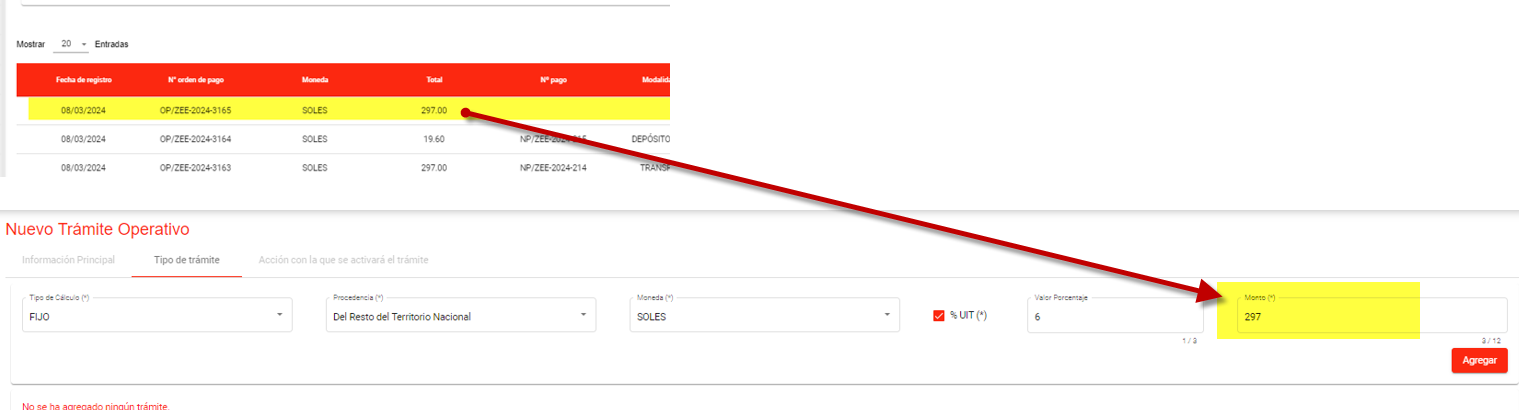 Mostrar 20 Entradas
Fecha de registro N° orden de pago Moneda Total N° pago
08/03/2024 OP/ZEE-2024-3165 SOLES 297.00
08/03/2024 OP/ZEE-2024-3164 SOLES 19.60 DEPÓSITO
08/03/2024 OP/ZEE-2024-3163 SOLES 297.00 NP/ZEE-2024-214
Nuevo Trámite Operativo
Información Principal Tipo de trámite Acción con la que se activará el trámite
Tipo de Cálculo (*) Procedencia (*) Moneda (*) Valor Porcentaje Monto (*)
FIJO Del Resto del Territorio Nacional SOLES % UIT (*) 6 297
1 / 3 3 / 12
Agregar
No se ha agregado ningún trámite.